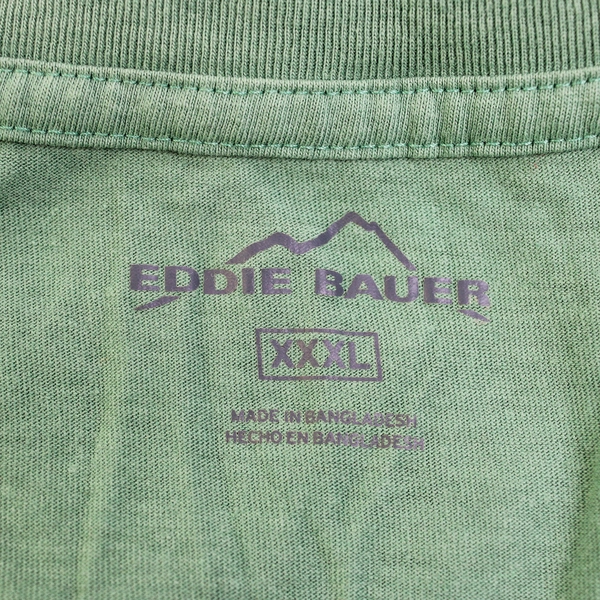 EDDIE BAUER
XXXL
MADE IN BANGLADESH
HECHO EN BANGLADESH